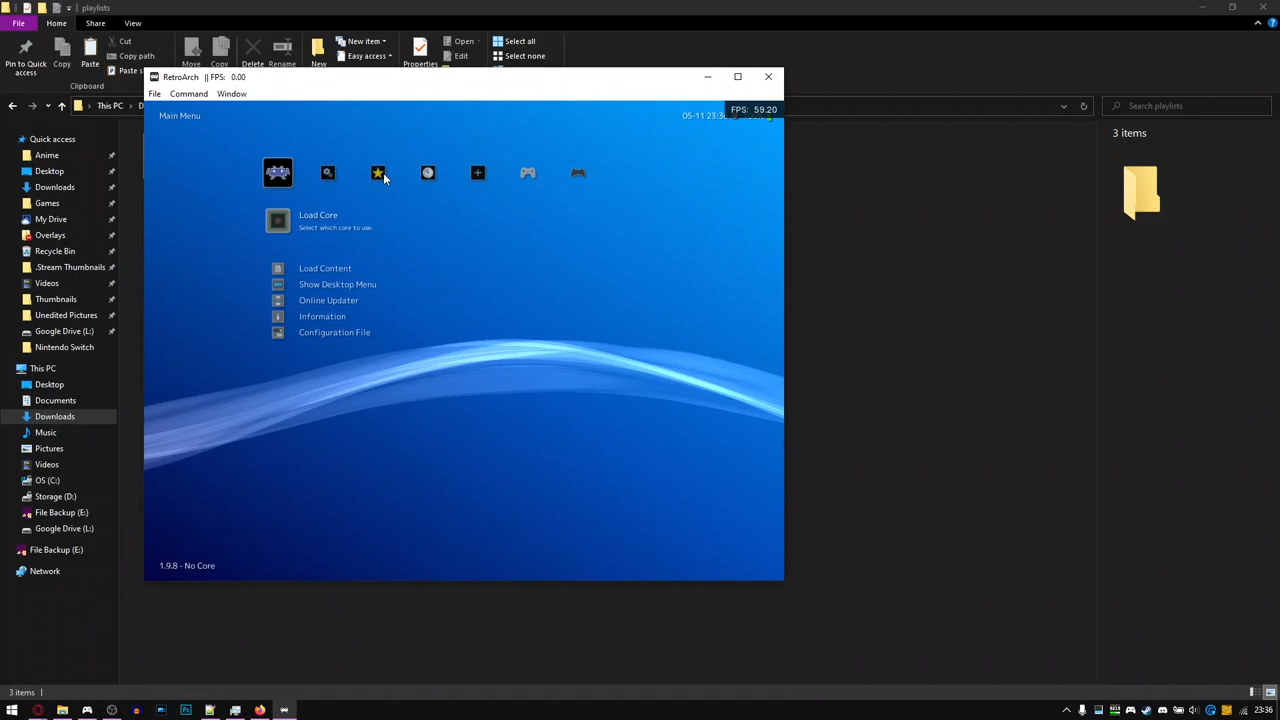 playlists
File
Home
Share
View
Pin to Quick access
Copy
Paste
Cut
Copy path
Paste s
Move
Copy
Delete
Rename
New
New item
Easy access
Properties
Open
Edit
Select all
Select none
Clipboard
This PC
D
Search playlists
RetroArch || FPS: 0.00
File
Command
Window
Main Menu
05-11 23:36
FPS: 59.20
Load Core
Select which core to use.
Load Content
Show Desktop Menu
Online Updater
Information
Configuration File
1.9.8 - No Core
Quick access
Anime
Desktop
Downloads
Games
My Drive
Overlays
Recycle Bin
.Stream Thumbnails
Videos
Thumbnails
Unedited Pictures
Google Drive (L:)
Nintendo Switch
This PC
Desktop
Documents
Downloads
Music
Pictures
Videos
OS (C:)
Storage (D:)
File Backup (E:)
Google Drive (L:)
File Backup (E:)
Network
3 items
3 items
23:36